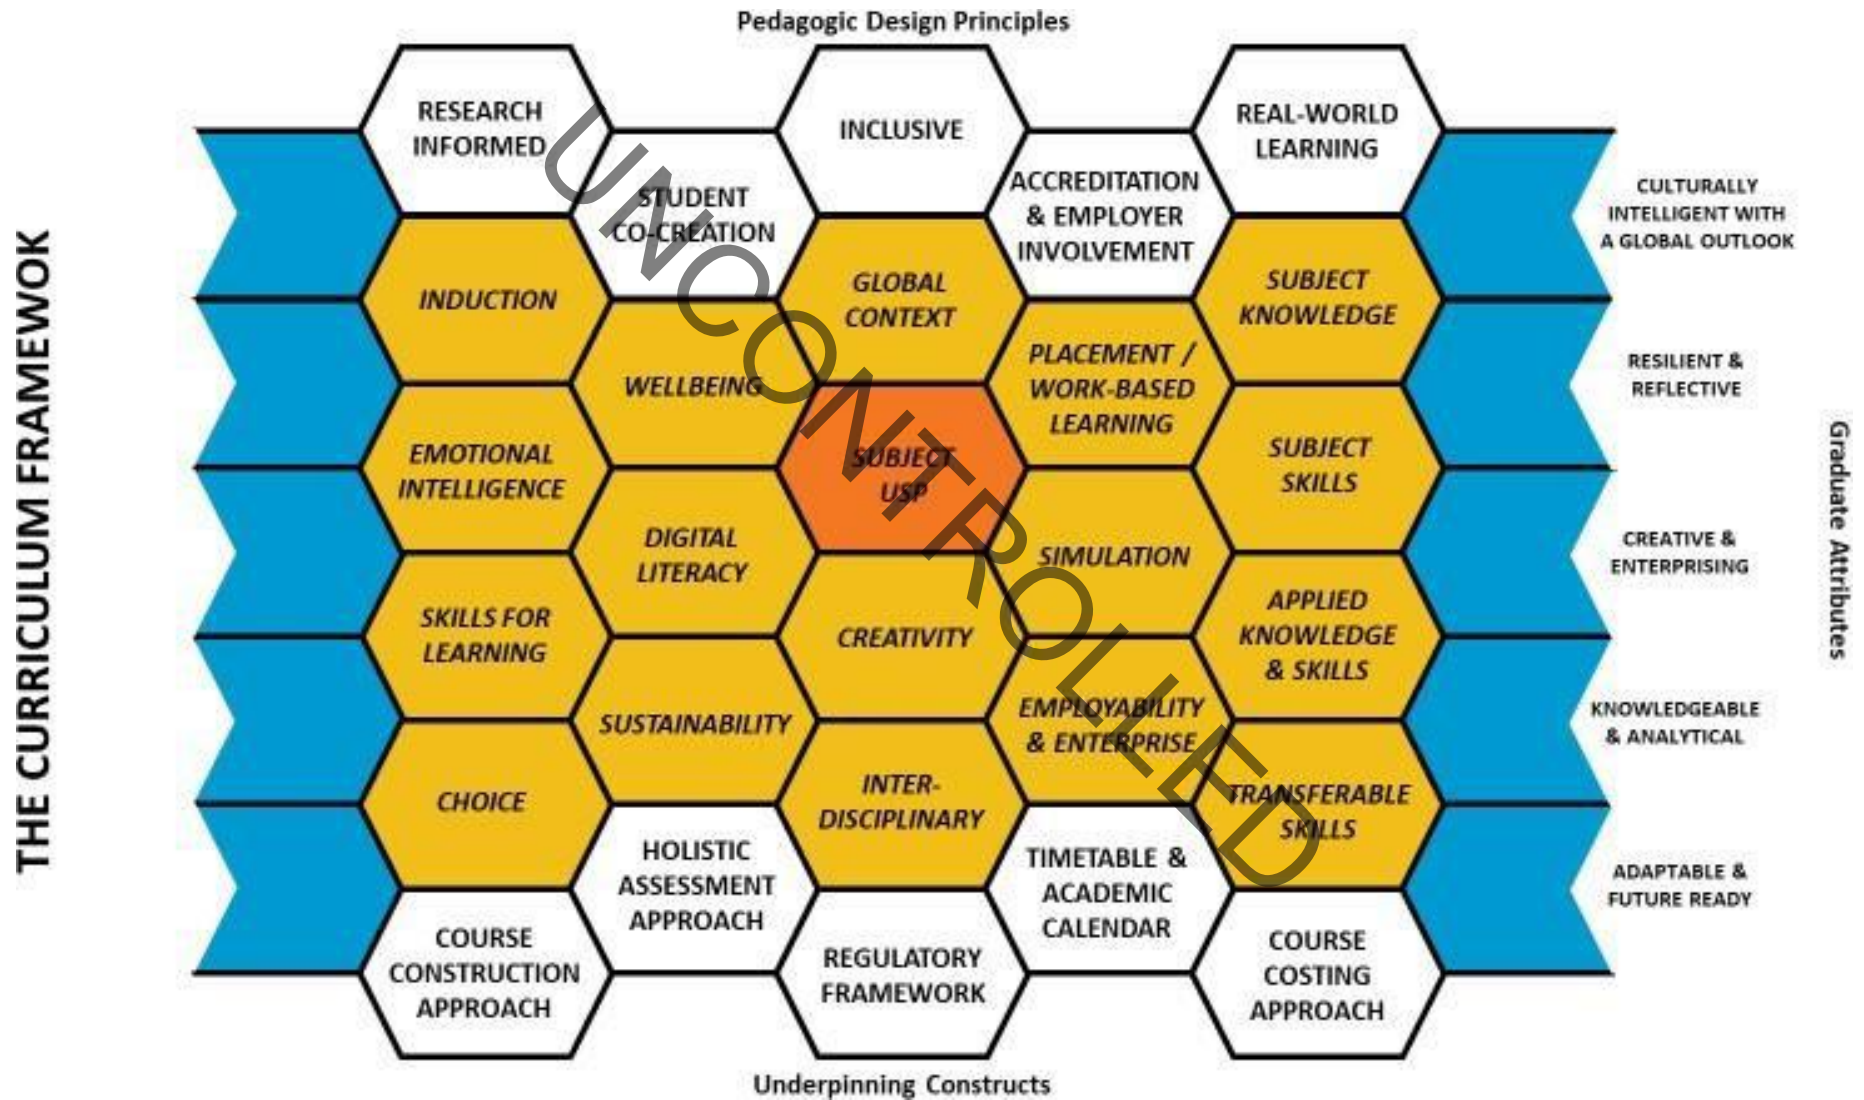 Pedagogic Design Principles
THE CURRICULUM FRAMEWOK
RESEARCH
INFORMED
STUDENT
CO-CREATION
INCLUSIVE
ACCREDITATION
& EMPLOYER
INVOLVEMENT
REAL-WORLD
LEARNING
INDUCTION
WELLBEING
GLOBAL
CONTEXT
PLACEMENT /
WORK-BASED
LEARNING
SUBJECT
KNOWLEDGE
EMOTIONAL
INTELLIGENCE
DIGITAL
LITERACY
SUBJECT
USP
SIMULATION
SUBJECT
SKILLS
SKILLS FOR
LEARNING
SUSTAINABILITY
CREATIVITY
EMPLOYABILITY
& ENTERPRISE
APPLIED
KNOWLEDGE
& SKILLS
CHOICE
HOLISTIC
ASSESSMENT
APPROACH
INTER-
DISCIPLINARY
TIMETABLE &
ACADEMIC
CALENDAR
TRANSFERABLE
SKILLS
COURSE
CONSTRUCTION
APPROACH
REGULATORY
FRAMEWORK
COURSE
COSTING
APPROACH
CULTURALLY
INTELLIGENT WITH
A GLOBAL OUTLOOK
RESILIENT &
REFLECTIVE
CREATIVE &
ENTERPRISING
KNOWLEDGEABLE
& ANALYTICAL
ADAPTABLE &
FUTURE READY
Graduate Attributes
Underpinning Constructs
UNCONTROLLED